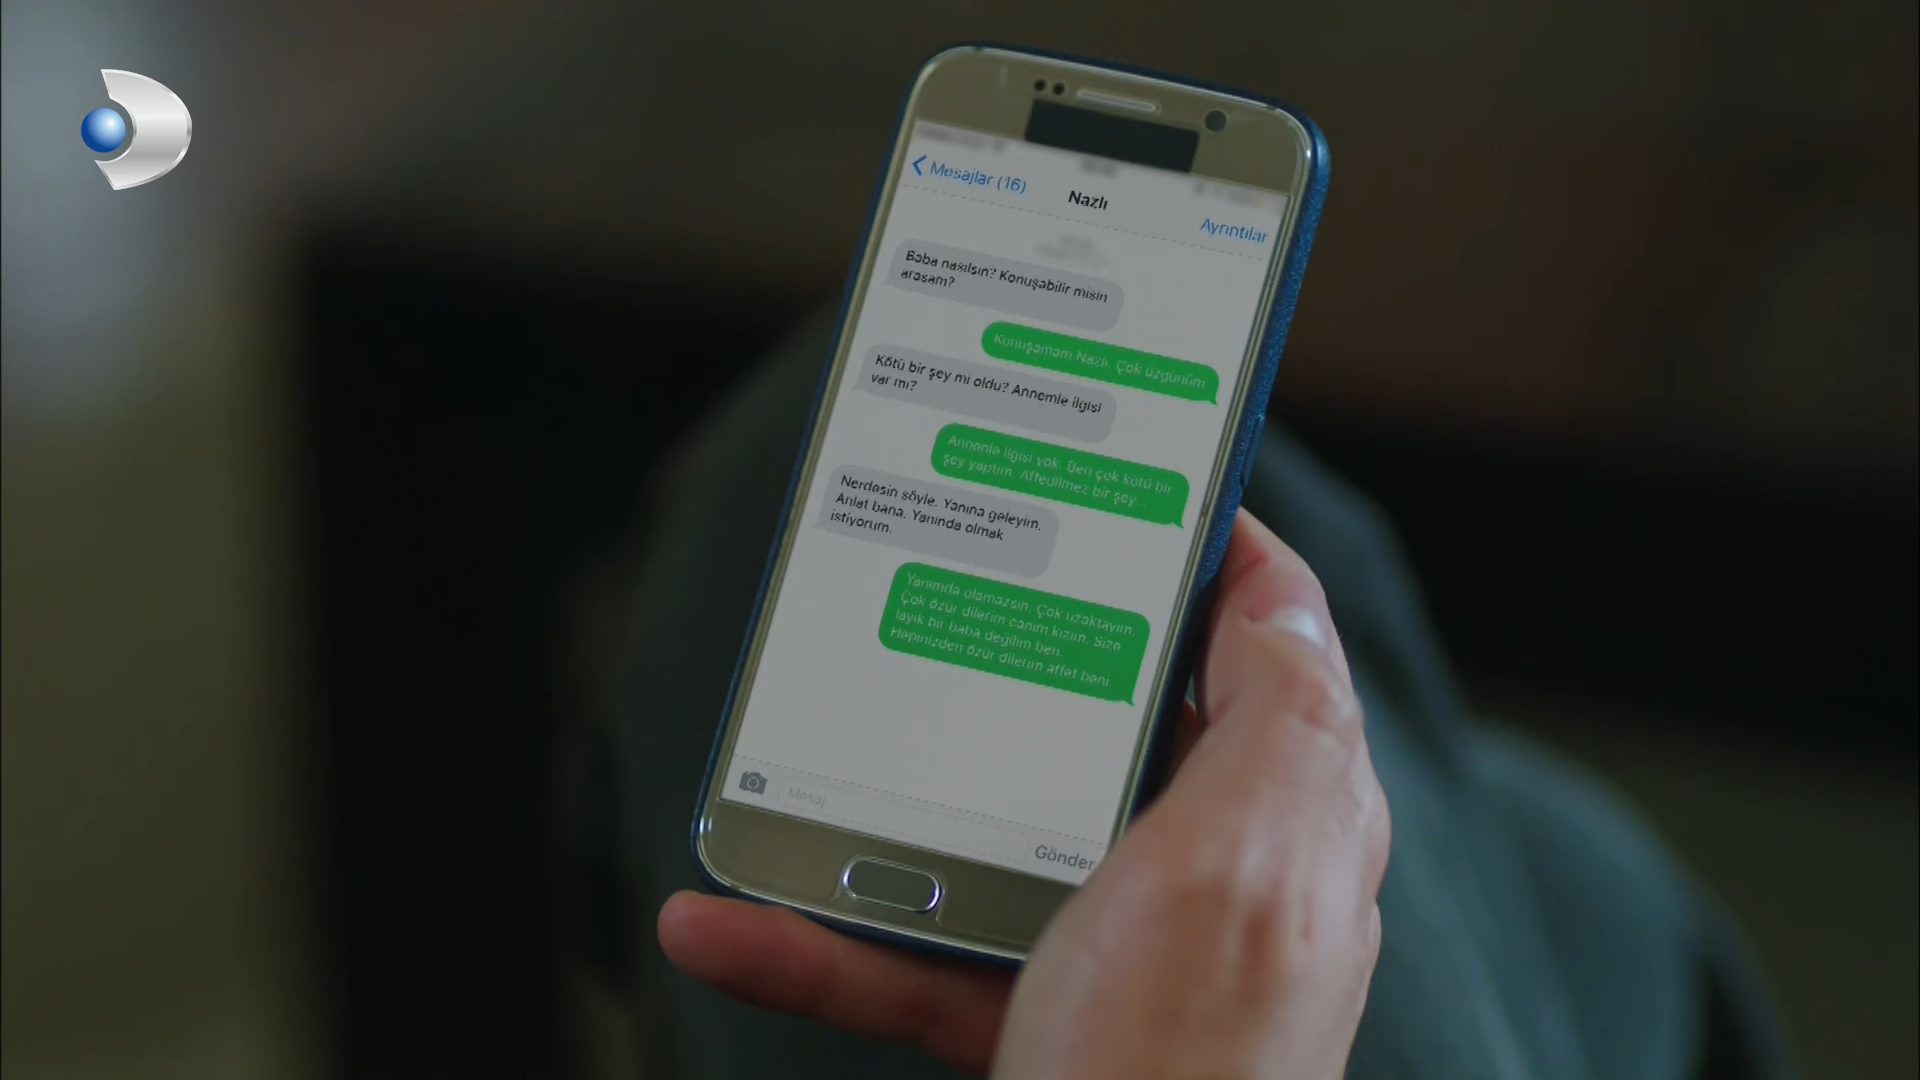 Mesajlar (16)
Nazlı
Ayrıntılar
Baba nasılsın? Konuşabilir misin
arasam?
Konuşamam Nazlı. Çok üzgünüm
Kötü bir şey mi oldu? Annemle ilgisi
var mı?
Annenle ilgisi yok. Ben çok kötü bir
şey yaptım. Affedilmez bir şey...
Nerdesin söyle. Yanına geleyim.
Anlat bana. Yanında olmak
istiyorum.
Yanımda olamazsın. Çok uzaktayım.
Çok özür dilerim canım kızım. Size
layık bir baba değilim ben.
Hepinizden özür dilerim affet beni.
Mesaj
Gönder